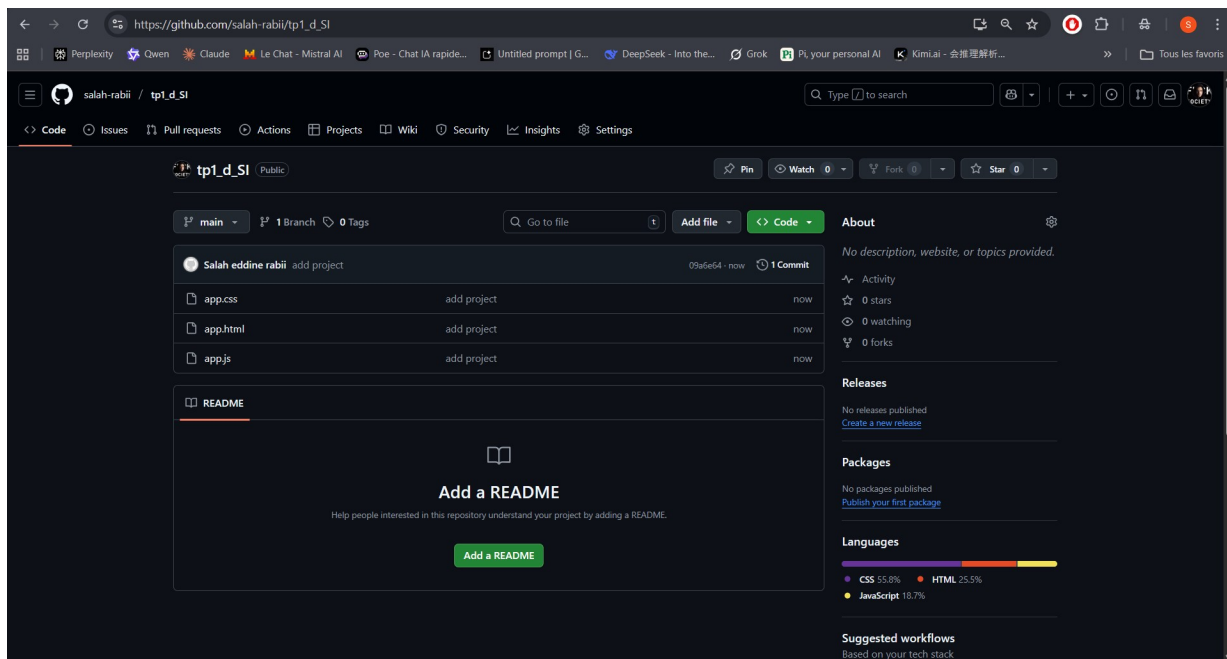 https://github.com/salah-rabii/tp1_d_SI
Perplexity Qwen Claude Le Chat - Mistral AI Poe - Chat IA rapide... Untitled prompt | G... DeepSeek - Into the... Grok Pi, your personal AI Kimi.ai - 会推理解析... » Tous les favoris
salah-rabii / tp1_d_SI
Type / to search
Code Issues Pull requests Actions Projects Wiki Security Insights Settings
tp1_d_SI Public
Pin Watch 0 Fork 0 Star 0
main 1 Branch 0 Tags
Go to file t Add file Code
Salah eddine rabii add project 09a6e64 · now 1 Commit
app.css add project now
app.html add project now
app.js add project now
README
Add a README
Help people interested in this repository understand your project by adding a README.
Add a README
About
No description, website, or topics provided.
Activity
0 stars
0 watching
0 forks
Releases
No releases published
Create a new release
Packages
No packages published
Publish your first package
Languages
CSS 55.8% HTML 25.5%
JavaScript 18.7%
Suggested workflows
Based on your tech stack